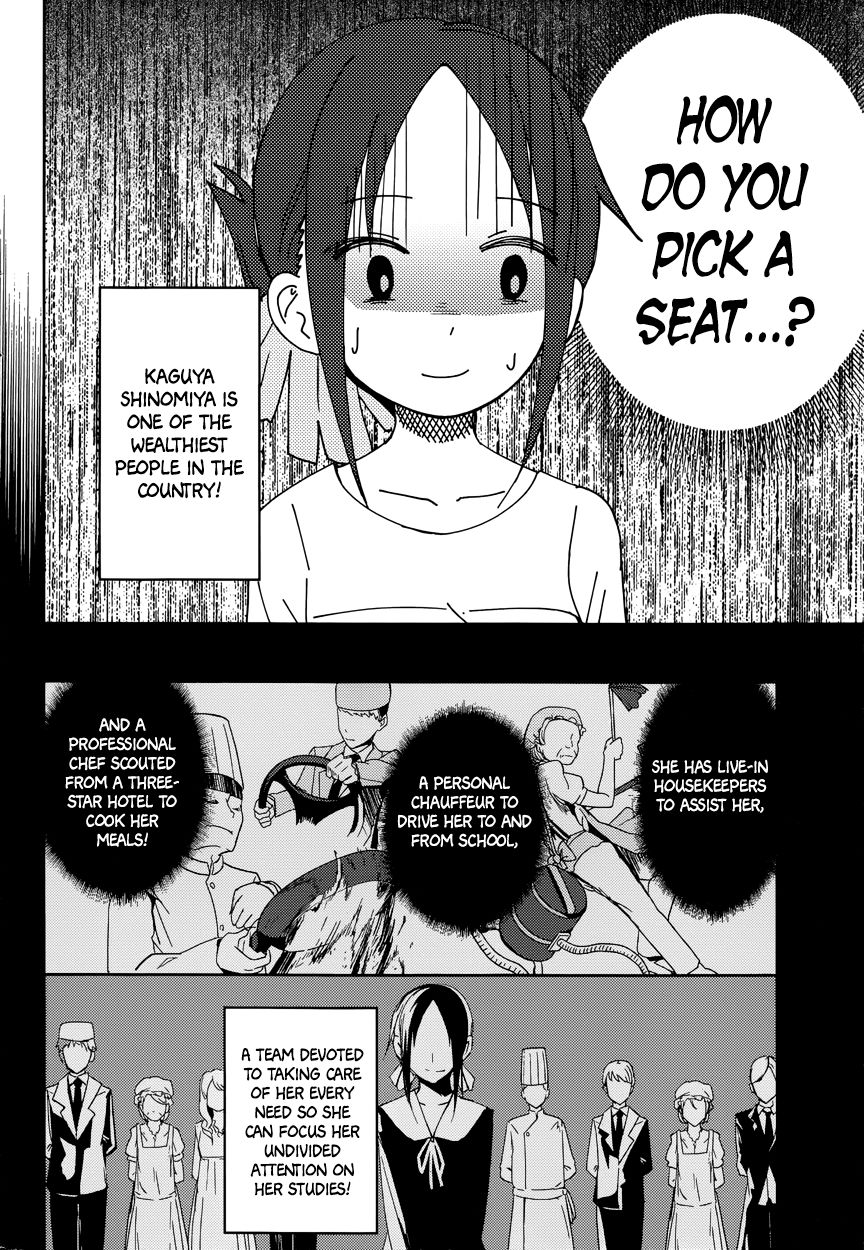 HOW
DO YOU
PICK A
SEAT...?
KAGUYA
SHINOMIYA IS
ONE OF THE
WEALTHIEST
PEOPLE IN THE
COUNTRY!
SHE HAS LIVE-IN
HOUSEKEEPERS
TO ASSIST HER,
A PERSONAL
CHAUFFEUR TO
DRIVE HER TO AND
FROM SCHOOL,
AND A
PROFESSIONAL
CHEF SCOUTED
FROM A THREE-
STAR HOTEL TO
COOK HER
MEALS!
A TEAM DEVOTED
TO TAKING CARE
OF HER EVERY
NEED SO SHE
CAN FOCUS HER
UNDIVIDED
ATTENTION ON
HER STUDIES!